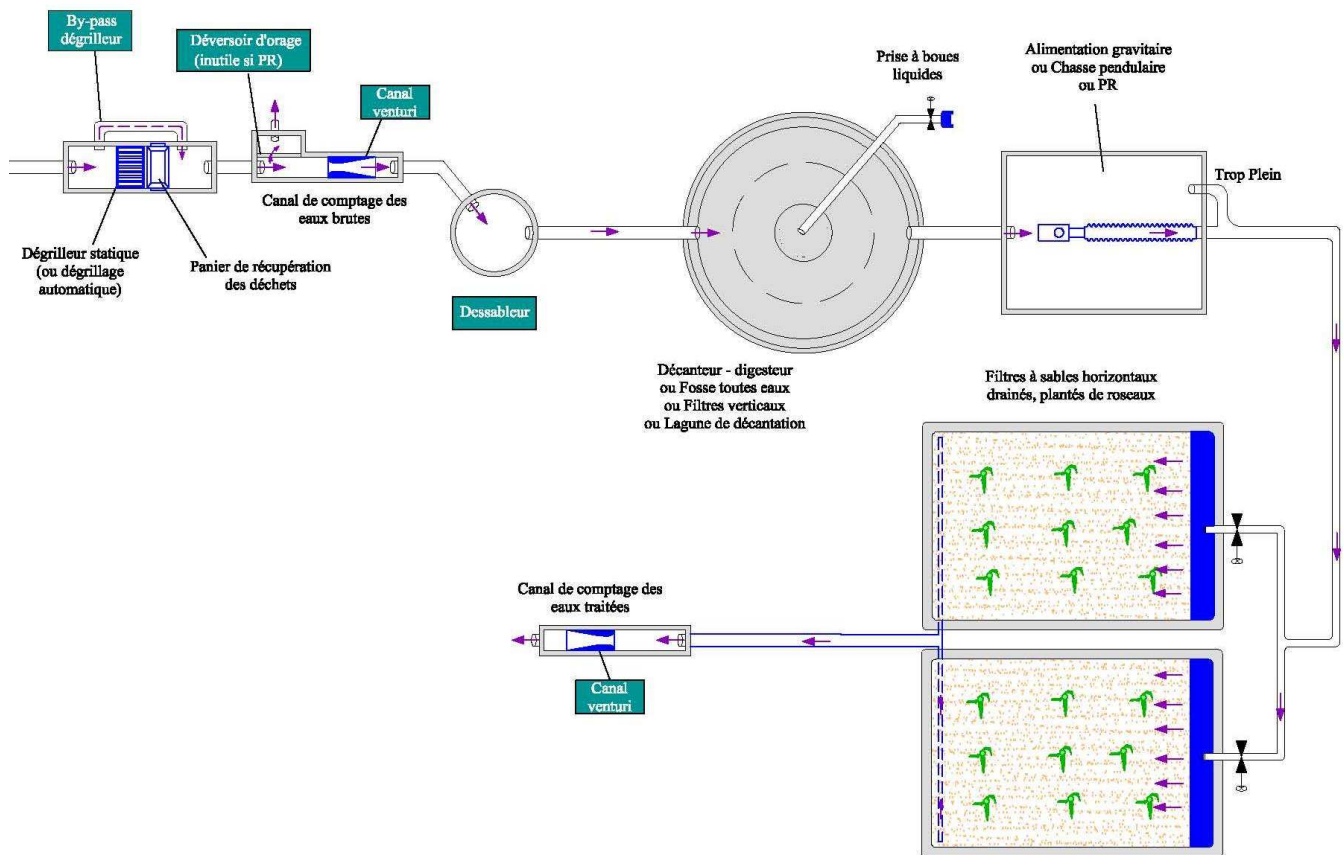 By-pass
dégrilleur
Déversoir d'orage
(inutile si PR)
Canal
venturi
Prise à boues
liquides
Alimentation gravitaire
ou Chasse pendulaire
ou PR
Trop Plein
Canal de comptage des
eaux brutes
Dégrilleur statique
(ou dégrillage
automatique)
Panier de récupération
des déchets
Dessableur
Décanteur - digesteur
ou Fosse toutes eaux
ou Filtres verticaux
ou Lagune de décantation
Filtres à sables horizontaux
drainés, plantés de roseaux
Canal de comptage des
eaux traitées
Canal
venturi